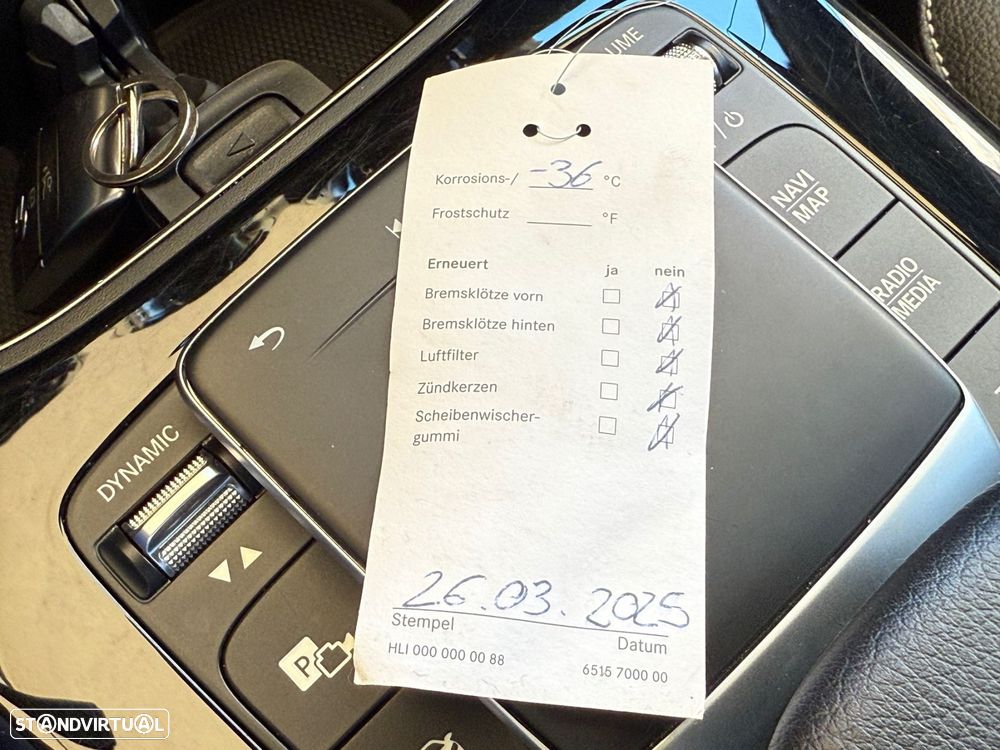 UME
NAVI
MAP
RADIO
MEDIA
DYNAMIC
P
Korrosions-/ -36 °C
Frostschutz °F
Erneuert ja nein
Bremsklötze vorn
Bremsklötze hinten
Luftfilter
Zündkerzen
Scheibenwischer-
gummi
26.03.2025
Stempel Datum
HLI 000 000 00 88 6515 7000 00
STANDVIRTUAL